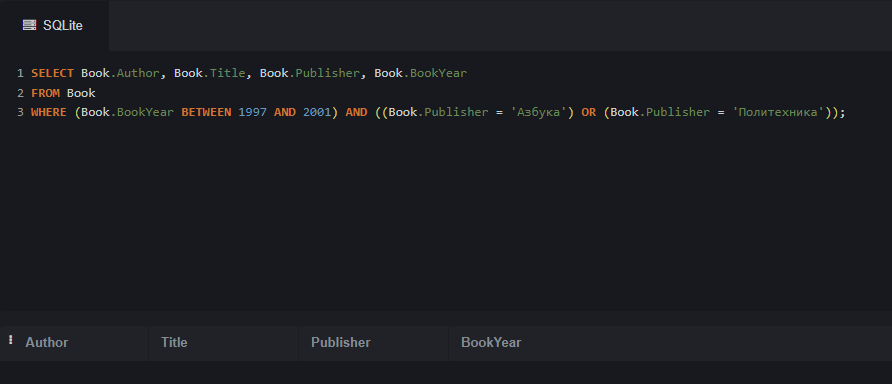 SQLite
1 SELECT Book.Author, Book.Title, Book.Publisher, Book.BookYear
2 FROM Book
3 WHERE (Book.BookYear BETWEEN 1997 AND 2001) AND ((Book.Publisher = 'Азбука') OR (Book.Publisher = 'Политехника'));
Author Title Publisher BookYear